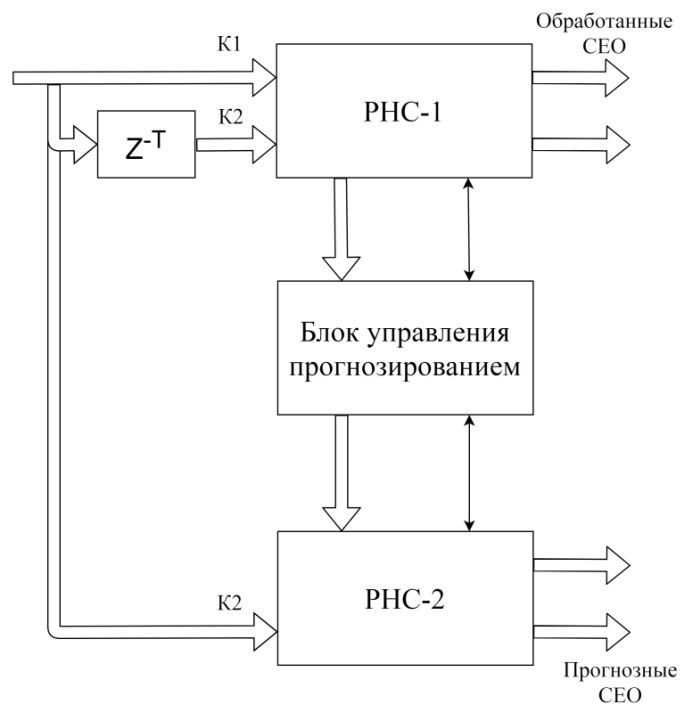 Обработанные
СЕО
К1
РНС-1
К2
Z-T
Блок управления
прогнозированием
РНС-2
К2
Прогнозные
СЕО